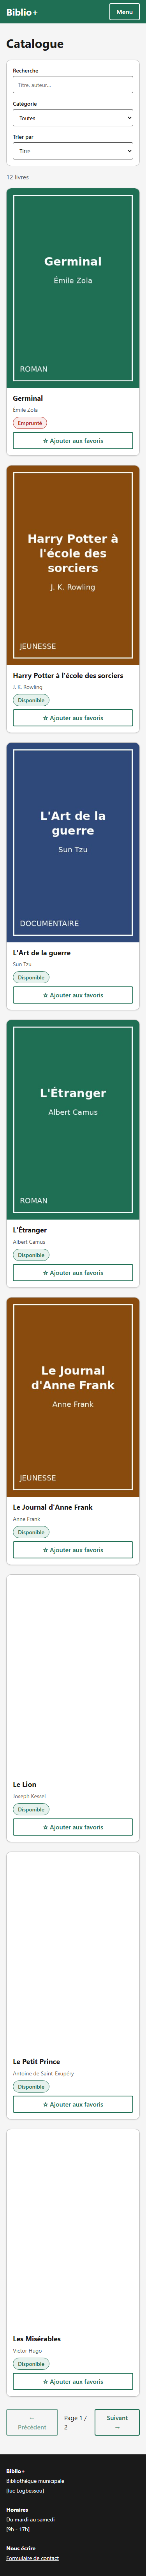 Biblio+
Menu
Catalogue
Recherche
Titre, auteur…
Catégorie
Toutes
Trier par
Titre
12 livres
Germinal
Émile Zola
ROMAN
Germinal
Émile Zola
Emprunté
☆ Ajouter aux favoris
Harry Potter à
l'école des
sorciers
J. K. Rowling
JEUNESSE
Harry Potter à l'école des sorciers
J. K. Rowling
Disponible
☆ Ajouter aux favoris
L'Art de la
guerre
Sun Tzu
DOCUMENTAIRE
L'Art de la guerre
Sun Tzu
Disponible
☆ Ajouter aux favoris
L'Étranger
Albert Camus
ROMAN
L'Étranger
Albert Camus
Disponible
☆ Ajouter aux favoris
Le Journal
d'Anne Frank
Anne Frank
JEUNESSE
Le Journal d'Anne Frank
Anne Frank
Disponible
☆ Ajouter aux favoris
Le Lion
Joseph Kessel
Disponible
☆ Ajouter aux favoris
Le Petit Prince
Antoine de Saint-Exupéry
Disponible
☆ Ajouter aux favoris
Les Misérables
Victor Hugo
Disponible
☆ Ajouter aux favoris
←
Précédent
Page 1 /
2
Suivant
→
Biblio+
Bibliothèque municipale
[luc Logbessou]
Horaires
Du mardi au samedi
[9h - 17h]
Nous écrire
Formulaire de contact